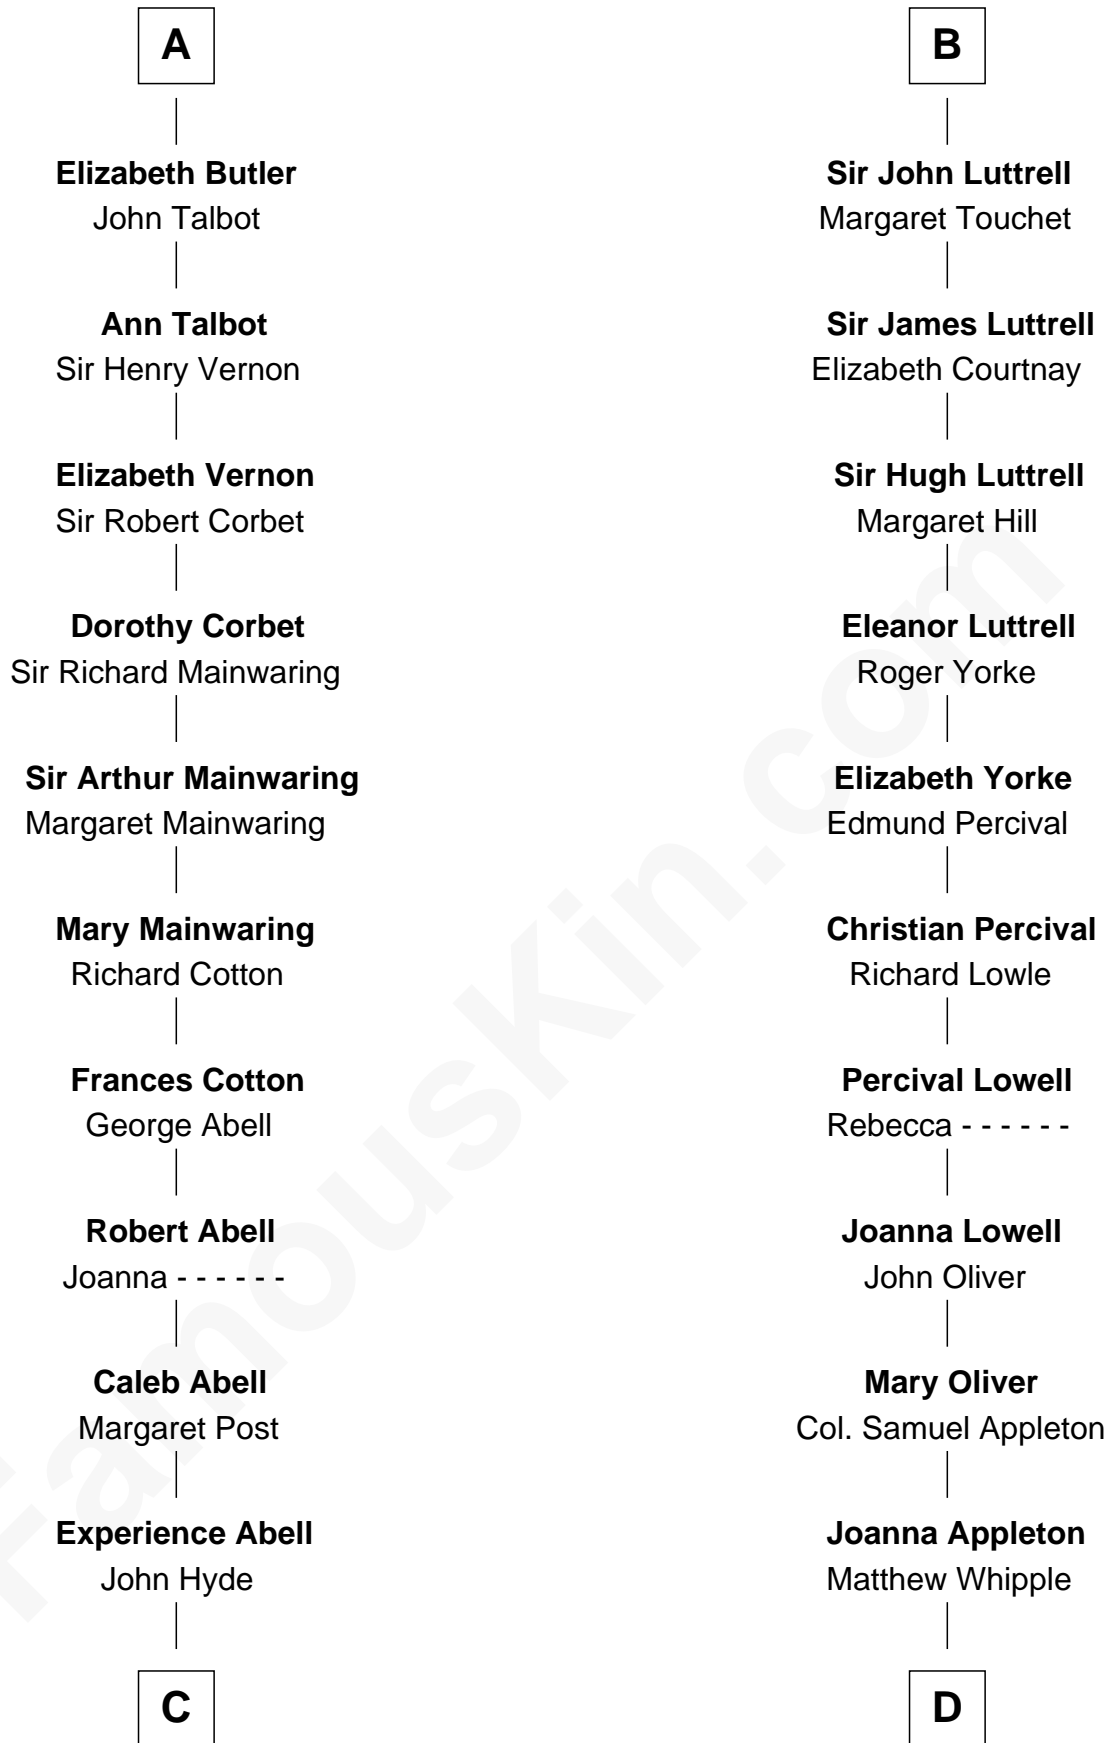 A
Elizabeth Butler
John Talbot
Ann Talbot
Sir Henry Vernon
Elizabeth Vernon
Sir Robert Corbet
Dorothy Corbet
Sir Richard Mainwaring
Sir Arthur Mainwaring
Margaret Mainwaring
Mary Mainwaring
Richard Cotton
Frances Cotton
George Abell
Robert Abell
Joanna - - - - - -
Caleb Abell
Margaret Post
Experience Abell
John Hyde
C
B
Sir John Luttrell
Margaret Touchet
Sir James Luttrell
Elizabeth Courtnay
Sir Hugh Luttrell
Margaret Hill
Eleanor Luttrell
Roger Yorke
Elizabeth Yorke
Edmund Percival
Christian Percival
Richard Lowle
Percival Lowell
Rebecca - - - - - -
Joanna Lowell
John Oliver
Mary Oliver
Col. Samuel Appleton
Joanna Appleton
Matthew Whipple
D
FamousKin.com